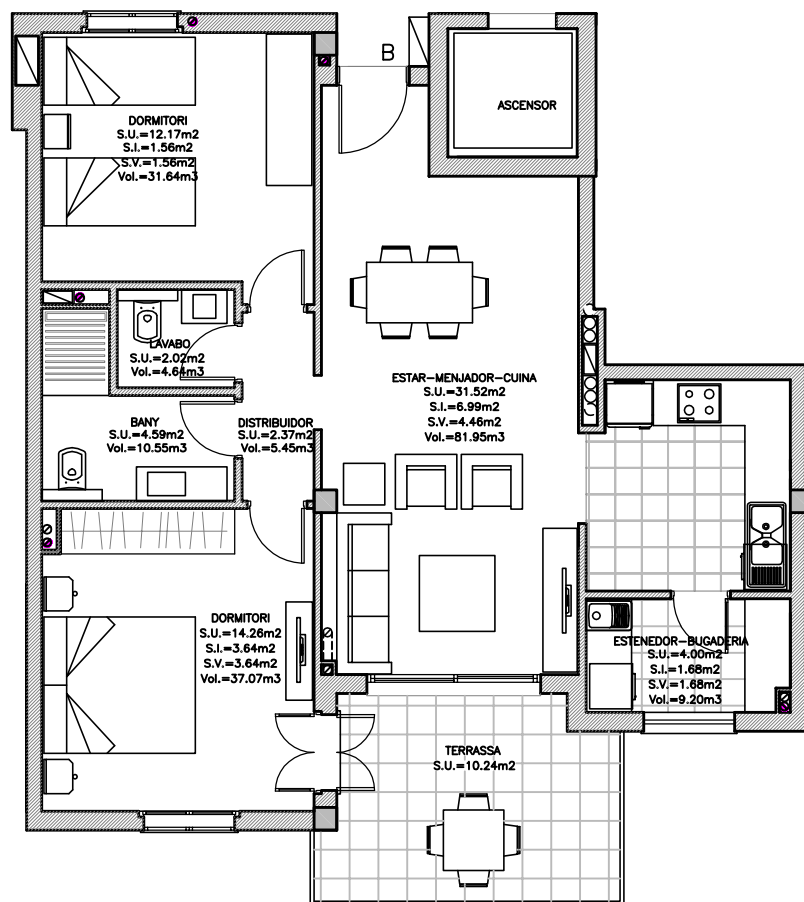 B
ASCENSOR
DORMITORI
S.U.=12.17m2
S.I.=1.56m2
S.V.=1.56m2
Vol.=31.64m3
LAVABO
S.U.=2.02m2
Vol.=4.64m3
ESTAR-MENJADOR-CUINA
S.U.=31.52m2
S.I.=6.99m2
S.V.=4.46m2
Vol.=81.95m3
BANY
S.U.=4.59m2
Vol.=10.55m3
DISTRIBUIDOR
S.U.=2.37m2
Vol.=5.45m3
DORMITORI
S.U.=14.26m2
S.I.=3.64m2
S.V.=3.64m2
Vol.=37.07m3
ESTENEDOR-BUGADERIA
S.U.=4.00m2
S.I.=1.68m2
S.V.=1.68m2
Vol.=9.20m3
TERRASSA
S.U.=10.24m2